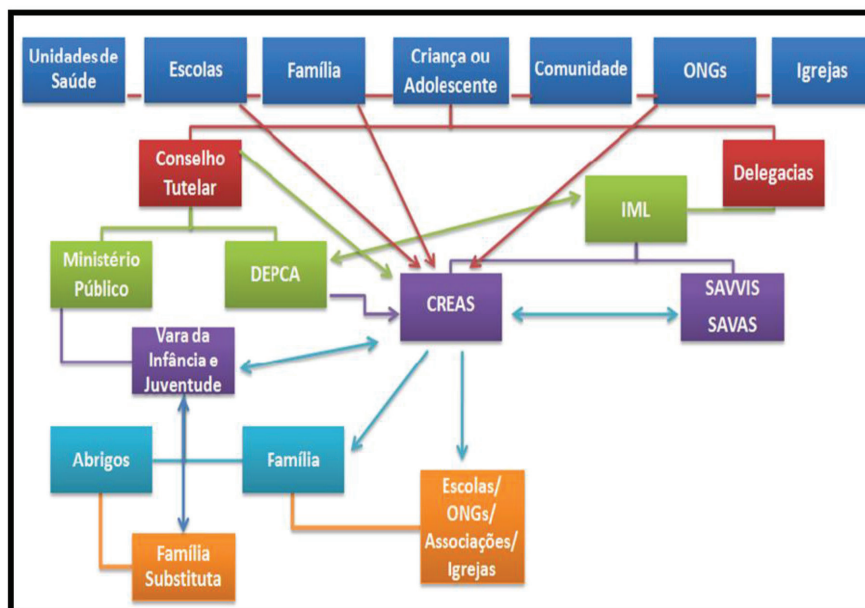 Unidades de
Saúde
Escolas
Família
Criança ou
Adolescente
Comunidade
ONGs
Igrejas
Conselho
Tutelar
Delegacias
IML
Ministério
Público
DEPCA
CREAS
SAVVIS
SAVAS
Vara da
Infância e
Juventude
Abrigos
Família
Escolas/
ONGs/
Associações/
Igrejas
Família
Substituta